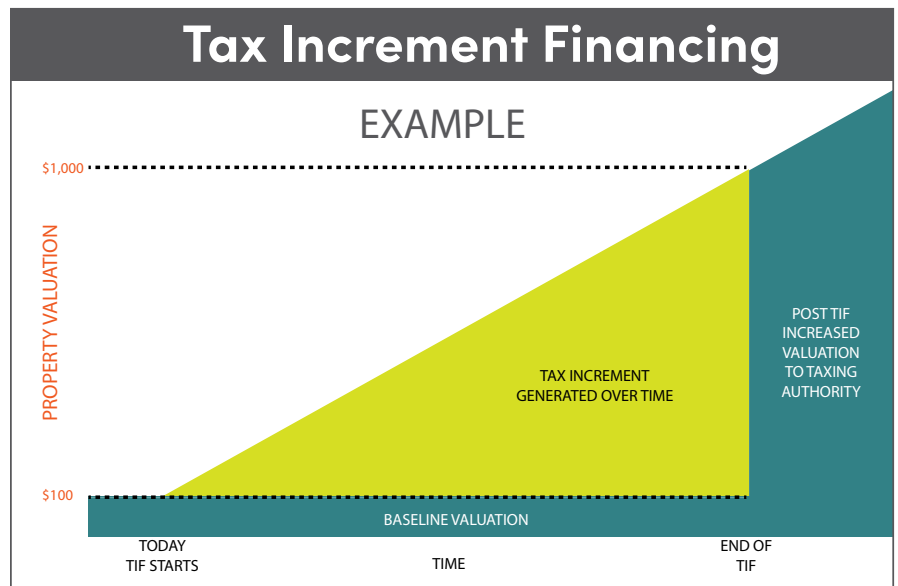 Tax Increment Financing
EXAMPLE
$1,000
PROPERTY VALUATION
POST TIF
INCREASED
VALUATION
TO TAXING
AUTHORITY
TAX INCREMENT
GENERATED OVER TIME
$100
BASELINE VALUATION
TODAY
TIF STARTS
TIME
END OF
TIF